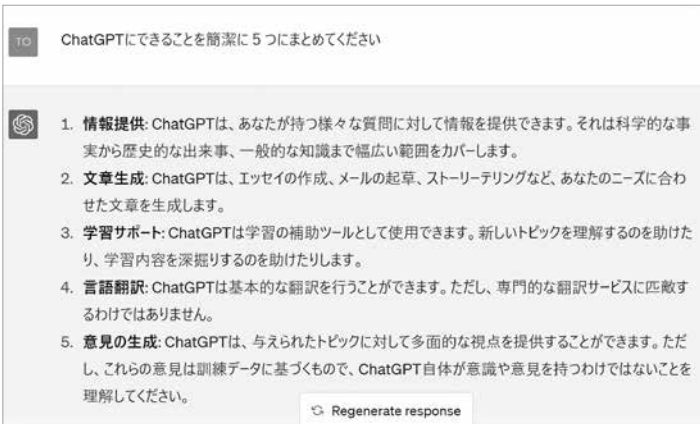 TO
ChatGPTにできることを簡潔に5つにまとめてください
1. 情報提供: ChatGPTは、あなたが持つ様々な質問に対して情報を提供できます。それは科学的な事
実から歴史的な出来事、一般的な知識まで幅広い範囲をカバーします。
2. 文章生成: ChatGPTは、エッセイの作成、メールの起草、ストーリーテリングなど、あなたのニーズに合わ
せた文章を生成します。
3. 学習サポート: ChatGPTは学習の補助ツールとして使用できます。新しいトピックを理解するのを助けた
り、学習内容を深掘りするのを助けたりします。
4. 言語翻訳: ChatGPTは基本的な翻訳を行うことができます。ただし、専門的な翻訳サービスに匹敵す
るわけではありません。
5. 意見の生成: ChatGPTは、与えられたトピックに対して多面的な視点を提供することができます。ただ
し、これらの意見は訓練データに基づくもので、ChatGPT自体が意識や意見を持つわけではないことを
理解してください。
Regenerate response